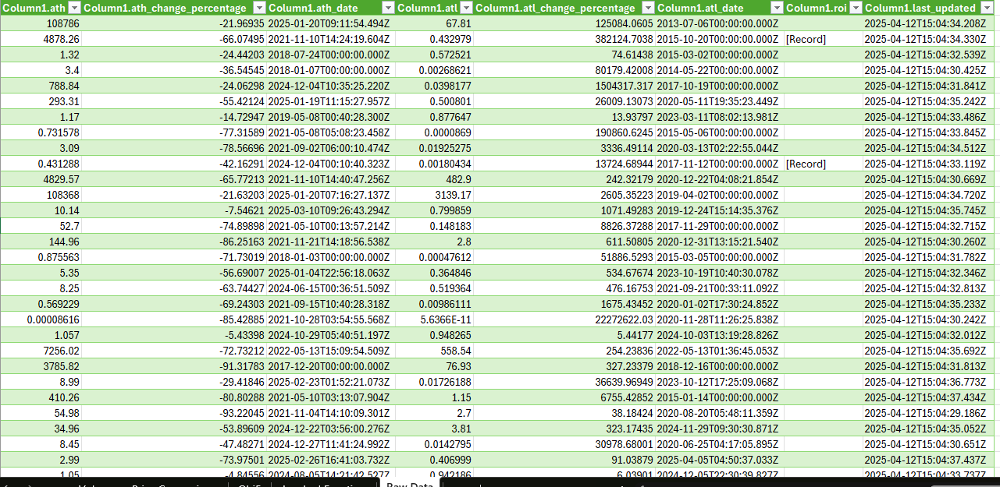 Column1.ath Column1.ath_change_percentage Column1.ath_date Column1.atl Column1.atl_change_percentage Column1.atl_date Column1.roi Column1.last_updated
108786 -21.96935 2025-01-20T09:11:54.494Z 67.81 125084.0605 2013-07-06T00:00:00.000Z 2025-04-12T15:04:34.208Z
4878.26 -66.07495 2021-11-10T14:24:19.604Z 0.432979 382124.7038 2015-10-20T00:00:00.000Z [Record] 2025-04-12T15:04:34.330Z
1.32 -24.44203 2018-07-24T00:00:00.000Z 0.572521 74.61438 2015-03-02T00:00:00.000Z 2025-04-12T15:04:32.539Z
3.4 -36.54545 2018-01-07T00:00:00.000Z 0.00268621 80179.42008 2014-05-22T00:00:00.000Z 2025-04-12T15:04:30.425Z
788.84 -24.06298 2024-12-04T10:35:25.220Z 0.0398177 1504317.317 2017-10-19T00:00:00.000Z 2025-04-12T15:04:31.841Z
293.31 -55.42124 2025-01-19T11:15:27.957Z 0.500801 26009.13073 2020-05-11T19:35:23.449Z 2025-04-12T15:04:35.242Z
1.17 -14.72947 2019-05-08T00:40:28.300Z 0.877647 13.93797 2023-03-11T08:02:13.981Z 2025-04-12T15:04:33.486Z
0.731578 -77.31589 2021-05-08T05:08:23.458Z 0.0000869 190860.6245 2015-05-06T00:00:00.000Z 2025-04-12T15:04:33.845Z
3.09 -78.56696 2021-09-02T06:00:10.474Z 0.01925275 3336.49114 2020-03-13T02:22:55.044Z 2025-04-12T15:04:34.512Z
0.431288 -42.16291 2024-12-04T00:10:40.323Z 0.00180434 13724.68944 2017-11-12T00:00:00.000Z [Record] 2025-04-12T15:04:33.119Z
4829.57 -65.77213 2021-11-10T14:40:47.256Z 482.9 242.32179 2020-12-22T04:08:21.854Z 2025-04-12T15:04:30.669Z
108368 -21.63203 2025-01-20T07:16:27.137Z 3139.17 2605.35223 2019-04-02T00:00:00.000Z 2025-04-12T15:04:34.720Z
10.14 -7.54621 2025-03-10T09:26:43.294Z 0.799859 1071.49283 2019-12-24T15:14:35.376Z 2025-04-12T15:04:35.745Z
52.7 -74.89898 2021-05-10T00:13:57.214Z 0.148183 8826.37288 2017-11-29T00:00:00.000Z 2025-04-12T15:04:32.715Z
144.96 -86.25163 2021-11-21T14:18:56.538Z 2.8 611.50805 2020-12-31T13:15:21.540Z 2025-04-12T15:04:30.260Z
0.875563 -71.73019 2018-01-03T00:00:00.000Z 0.00047612 51886.5293 2015-03-05T00:00:00.000Z 2025-04-12T15:04:31.782Z
5.35 -56.69007 2025-01-04T22:56:18.063Z 0.364846 534.67674 2023-10-19T10:40:30.078Z 2025-04-12T15:04:32.346Z
8.25 -63.74427 2024-06-15T00:36:51.509Z 0.519364 476.16753 2021-09-21T00:33:11.092Z 2025-04-12T15:04:32.813Z
0.569229 -69.24303 2021-09-15T10:40:28.318Z 0.00986111 1675.43452 2020-01-02T17:30:24.852Z 2025-04-12T15:04:35.233Z
0.00008616 -85.42885 2021-10-28T03:54:55.568Z 5.6366E-11 22272622.03 2020-11-28T11:26:25.838Z 2025-04-12T15:04:30.242Z
1.057 -5.43398 2024-10-29T05:40:51.197Z 0.948265 5.44177 2024-10-03T13:19:28.826Z 2025-04-12T15:04:32.012Z
7256.02 -72.73212 2022-05-13T15:09:54.509Z 558.54 254.23836 2022-05-13T01:36:45.053Z 2025-04-12T15:04:35.692Z
3785.82 -91.31783 2017-12-20T00:00:00.000Z 76.93 327.23379 2018-12-16T00:00:00.000Z 2025-04-12T15:04:31.813Z
8.99 -29.41846 2025-02-23T01:52:21.073Z 0.01726188 36639.96949 2023-10-12T17:25:09.068Z 2025-04-12T15:04:36.773Z
410.26 -80.80288 2021-05-10T03:13:07.904Z 1.15 6755.42852 2015-01-14T00:00:00.000Z 2025-04-12T15:04:37.434Z
54.98 -93.22045 2021-11-04T14:10:09.301Z 2.7 38.18424 2020-08-20T05:48:11.359Z 2025-04-12T15:04:29.186Z
34.96 -53.89609 2024-12-22T03:56:00.276Z 3.81 323.17435 2024-11-29T09:30:30.871Z 2025-04-12T15:04:35.052Z
8.45 -47.48271 2024-12-27T11:41:24.992Z 0.0142795 30978.68001 2020-06-25T04:17:05.895Z 2025-04-12T15:04:30.651Z
2.99 -73.97501 2025-02-26T16:41:03.732Z 0.406999 91.03879 2025-04-05T04:50:37.033Z 2025-04-12T15:04:37.437Z
1.05 -4.84556 2024-08-05T14:21:42.527Z 0.942186 6.03901 2024-12-05T22:30:39.827Z 2025-04-12T15:04:33.737Z
Raw Data